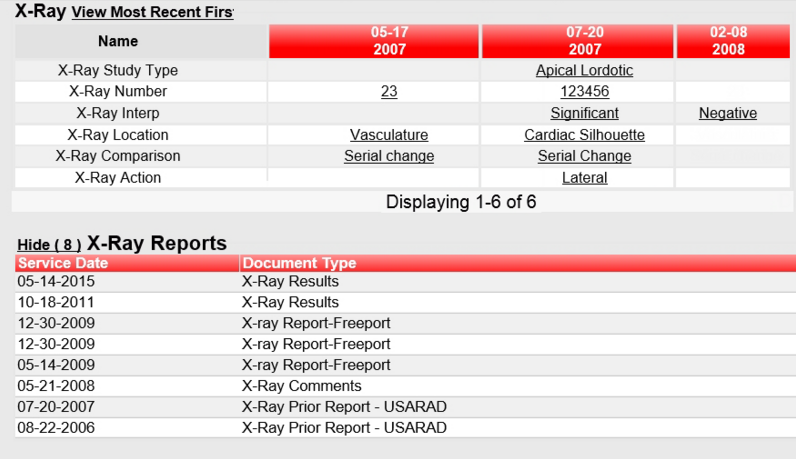 X-Ray View Most Recent Firs
Name 05-17 2007 07-20 2007 02-08 2008
X-Ray Study Type Apical Lordotic
X-Ray Number 23 123456
X-Ray Interp Significant Negative
X-Ray Location Vasculature Cardiac Silhouette
X-Ray Comparison Serial change Serial Change
X-Ray Action Lateral
Displaying 1-6 of 6
Hide ( 8 ) X-Ray Reports
Service Date Document Type
05-14-2015 X-Ray Results
10-18-2011 X-Ray Results
12-30-2009 X-ray Report-Freeport
12-30-2009 X-ray Report-Freeport
05-14-2009 X-ray Report-Freeport
05-21-2008 X-Ray Comments
07-20-2007 X-Ray Prior Report - USARAD
08-22-2006 X-Ray Prior Report - USARAD